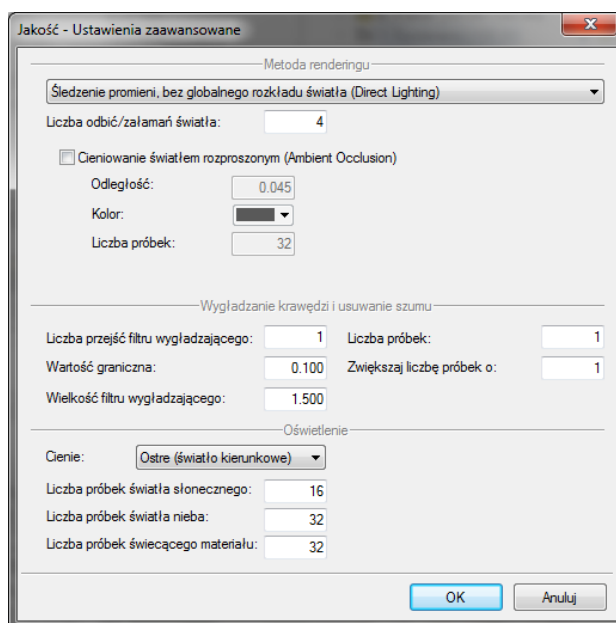 Jakość - Ustawienia zaawansowane
Metoda renderingu
Śledzenie promieni, bez globalnego rozkładu światła (Direct Lighting)
Liczba odbić/załamań światła: 4
Cieniowanie światłem rozproszonym (Ambient Occlusion)
Odległość: 0.045
Kolor:
Liczba próbek: 32
Wygładzanie krawędzi i usuwanie szumu
Liczba przejść filtru wygładzającego: 1 Liczba próbek: 1
Wartość graniczna: 0.100 Zwiększaj liczbę próbek o: 1
Wielkość filtru wygładzającego: 1.500
Oświetlenie
Cienie: Ostre (światło kierunkowe)
Liczba próbek światła słonecznego: 16
Liczba próbek światła nieba: 32
Liczba próbek świecącego materiału: 32
OK Anuluj